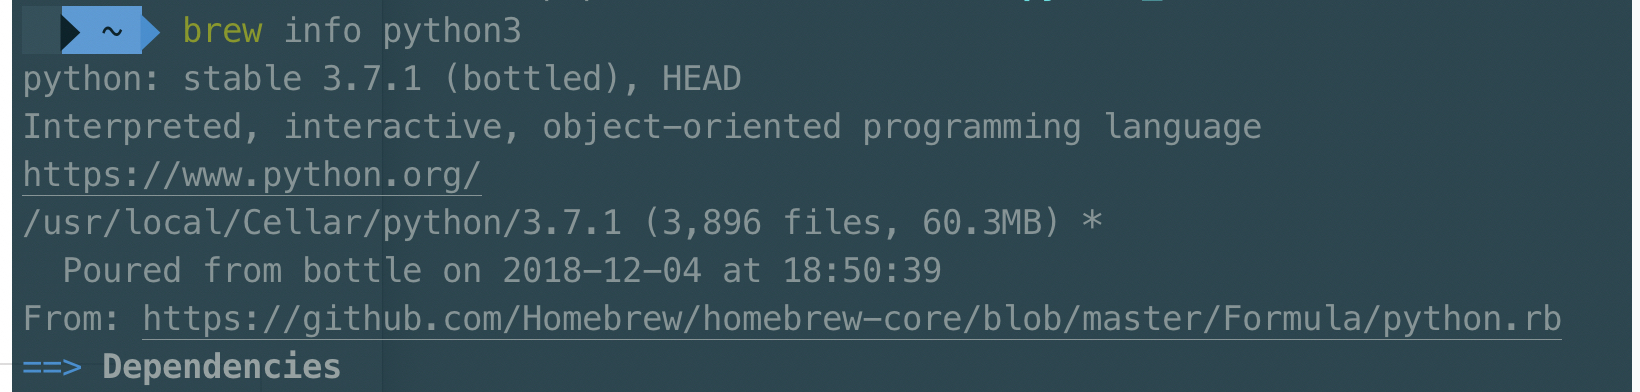 ~ brew info python3
python: stable 3.7.1 (bottled), HEAD
Interpreted, interactive, object-oriented programming language
https://www.python.org/
/usr/local/Cellar/python/3.7.1 (3,896 files, 60.3MB) *
  Poured from bottle on 2018-12-04 at 18:50:39
From: https://github.com/Homebrew/homebrew-core/blob/master/Formula/python.rb
==> Dependencies